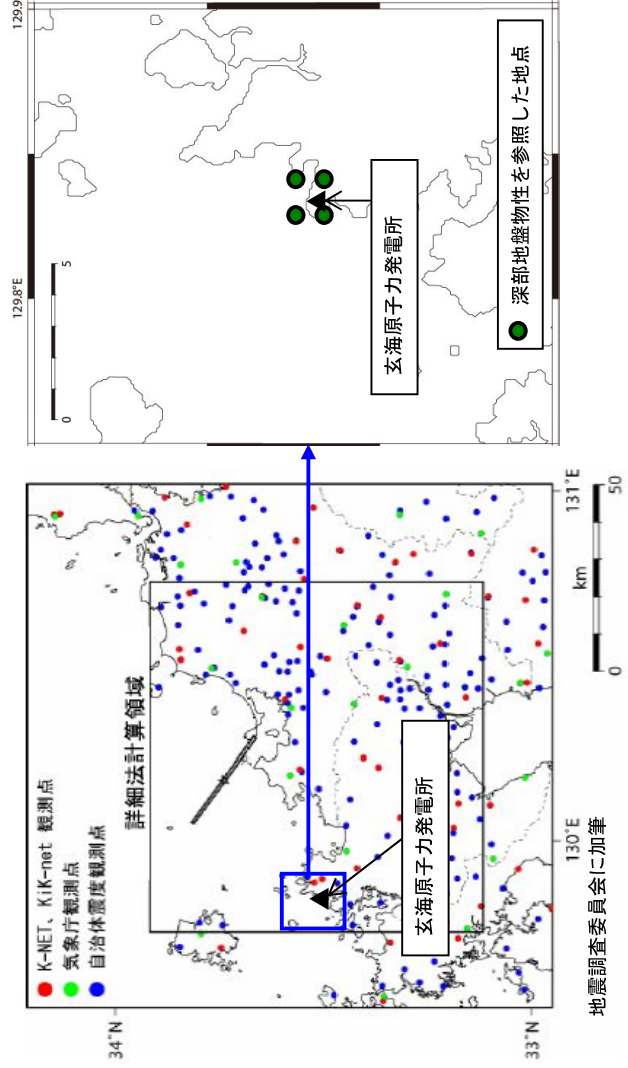 ● K-NET、KiK-net 観測点
● 気象庁観測点
● 自治体震度観測点
詳細法計算領域
玄海原子力発電所
34°N
33°N
130°E
131°E
km
0
50
地震調査委員会に加筆
129.8°E
129.9
0
5
玄海原子力発電所
深部地盤物性を参照した地点